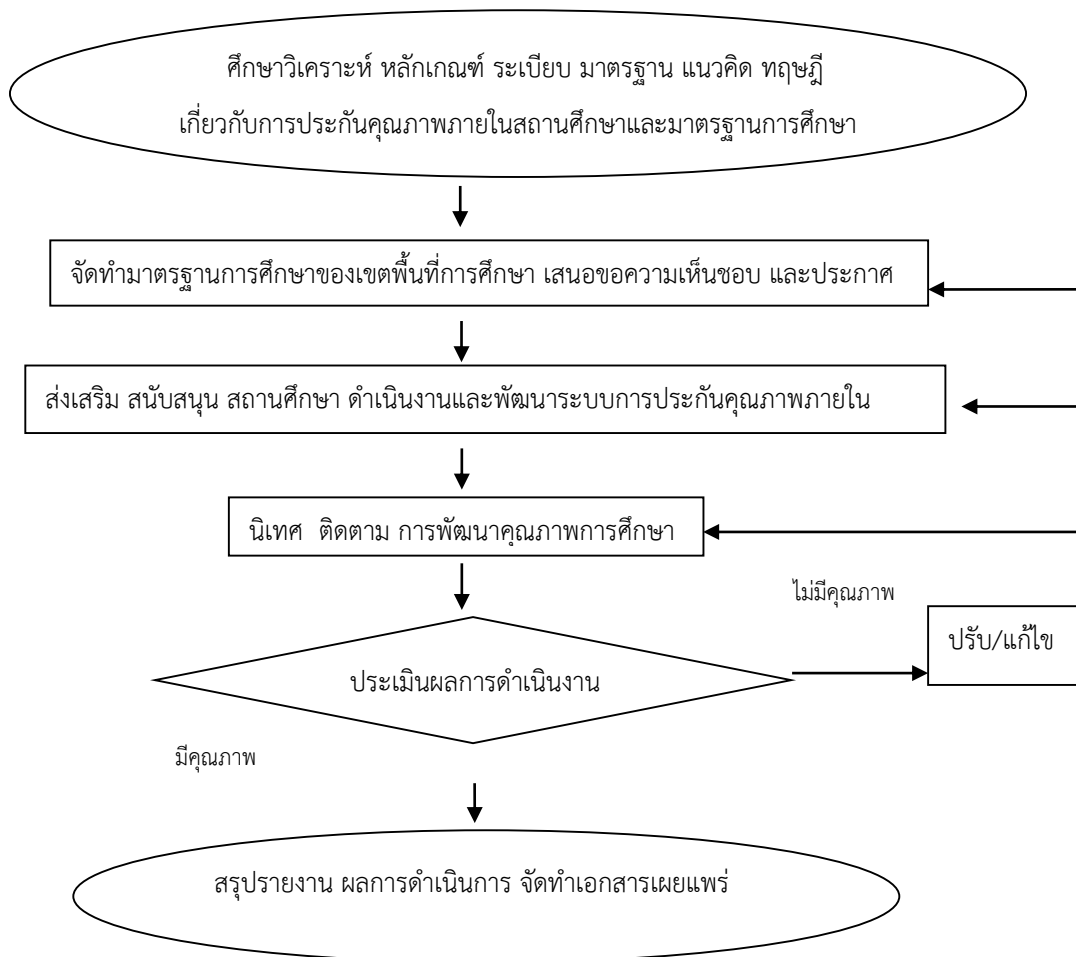 ศึกษาวิเคราะห์ หลักเกณฑ์ ระเบียบ มาตรฐาน แนวคิด ทฤษฎี
เกี่ยวกับการประกันคุณภาพภายในสถานศึกษาและมาตรฐานการศึกษา
จัดทำมาตรฐานการศึกษาของเขตพื้นที่การศึกษา เสนอขอความเห็นชอบ และประกาศ
ส่งเสริม สนับสนุน สถานศึกษา ดำเนินงานและพัฒนาระบบการประกันคุณภาพภายใน
นิเทศ ติดตาม การพัฒนาคุณภาพการศึกษา
ไม่มีคุณภาพ
ปรับ/แก้ไข
ประเมินผลการดำเนินงาน
มีคุณภาพ
สรุปรายงาน ผลการดำเนินการ จัดทำเอกสารเผยแพร่